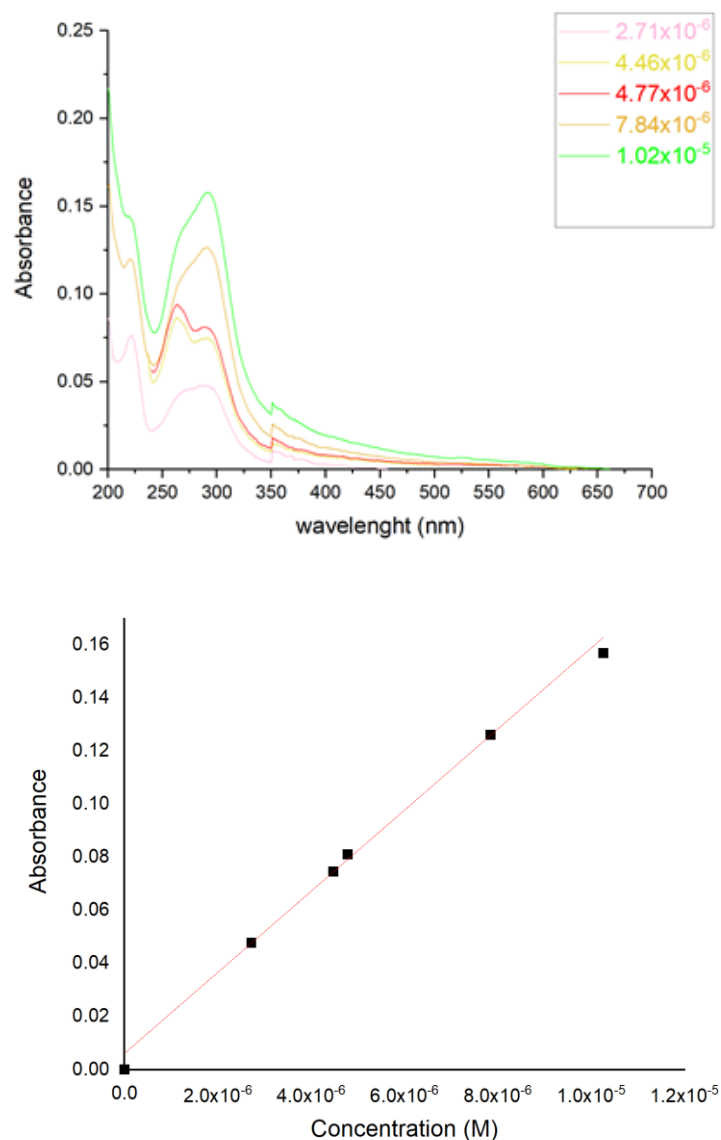 0.25
0.20
0.15
0.10
0.05
0.00
Absorbance
200 250 300 350 400 450 500 550 600 650 700
wavelenght (nm)
2.71x10⁻⁶
4.46x10⁻⁶
4.77x10⁻⁶
7.84x10⁻⁶
1.02x10⁻⁵
0.16
0.14
0.12
0.10
0.08
0.06
0.04
0.02
0.00
Absorbance
0.0 2.0x10⁻⁶ 4.0x10⁻⁶ 6.0x10⁻⁶ 8.0x10⁻⁶ 1.0x10⁻⁵ 1.2x10⁻⁵
Concentration (M)